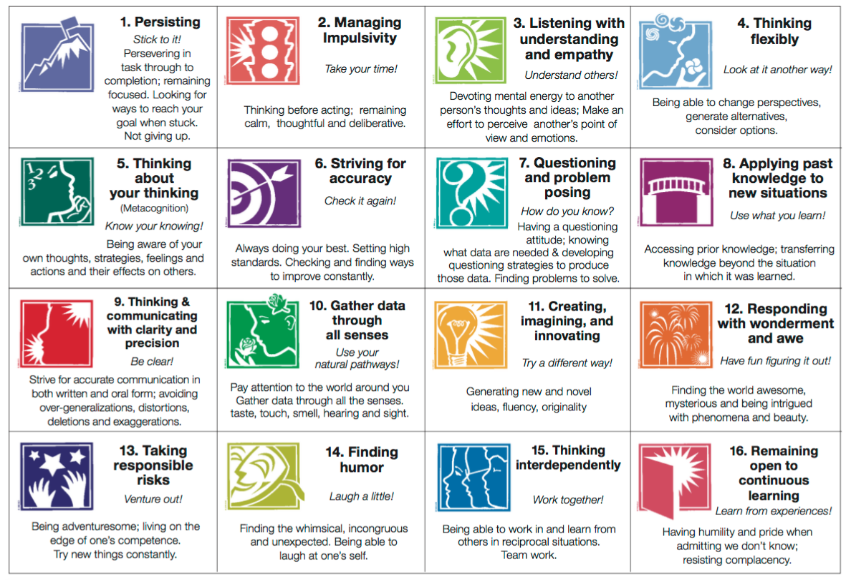 1. Persisting
Stick to it!
Persevering in
task through to
completion; remaining
focused. Looking for
ways to reach your
goal when stuck.
Not giving up.
2. Managing
Impulsivity
Take your time!
Thinking before acting; remaining
calm, thoughtful and deliberative.
3. Listening with
understanding
and empathy
Understand others!
Devoting mental energy to another
person's thoughts and ideas; Make an
effort to perceive another's point of
view and emotions.
4. Thinking
flexibly
Look at it another way!
Being able to change perspectives,
generate alternatives,
consider options.
5. Thinking
about
your thinking
(Metacognition)
Know your knowing!
Being aware of your
own thoughts, strategies, feelings and
actions and their effects on others.
1 2 3
6. Striving for
accuracy
Check it again!
Always doing your best. Setting high
standards. Checking and finding ways
to improve constantly.
7. Questioning
and problem
posing
How do you know?
Having a questioning
attitude; knowing
what data are needed & developing
questioning strategies to produce
those data. Finding problems to solve.
?
8. Applying past
knowledge to
new situations
Use what you learn!
Accessing prior knowledge; transferring
knowledge beyond the situation
in which it was learned.
9. Thinking &
communicating
with clarity and
precision
Be clear!
Strive for accurate communication in
both written and oral form; avoiding
over-generalizations, distortions,
deletions and exaggerations.
10. Gather data
through
all senses
Use your
natural pathways!
Pay attention to the world around you
Gather data through all the senses.
taste, touch, smell, hearing and sight.
11. Creating,
imagining, and
innovating
Try a different way!
Generating new and novel
ideas, fluency, originality
12. Responding
with wonderment
and awe
Have fun figuring it out!
Finding the world awesome,
mysterious and being intrigued
with phenomena and beauty.
13. Taking
responsible
risks
Venture out!
Being adventuresome; living on the
edge of one's competence.
Try new things constantly.
14. Finding
humor
Laugh a little!
Finding the whimsical, incongruous
and unexpected. Being able to
laugh at one's self.
15. Thinking
interdependently
Work together!
Being able to work in and learn from
others in reciprocal situations.
Team work.
16. Remaining
open to
continuous
learning
Learn from experiences!
Having humility and pride when
admitting we don't know;
resisting complacency.